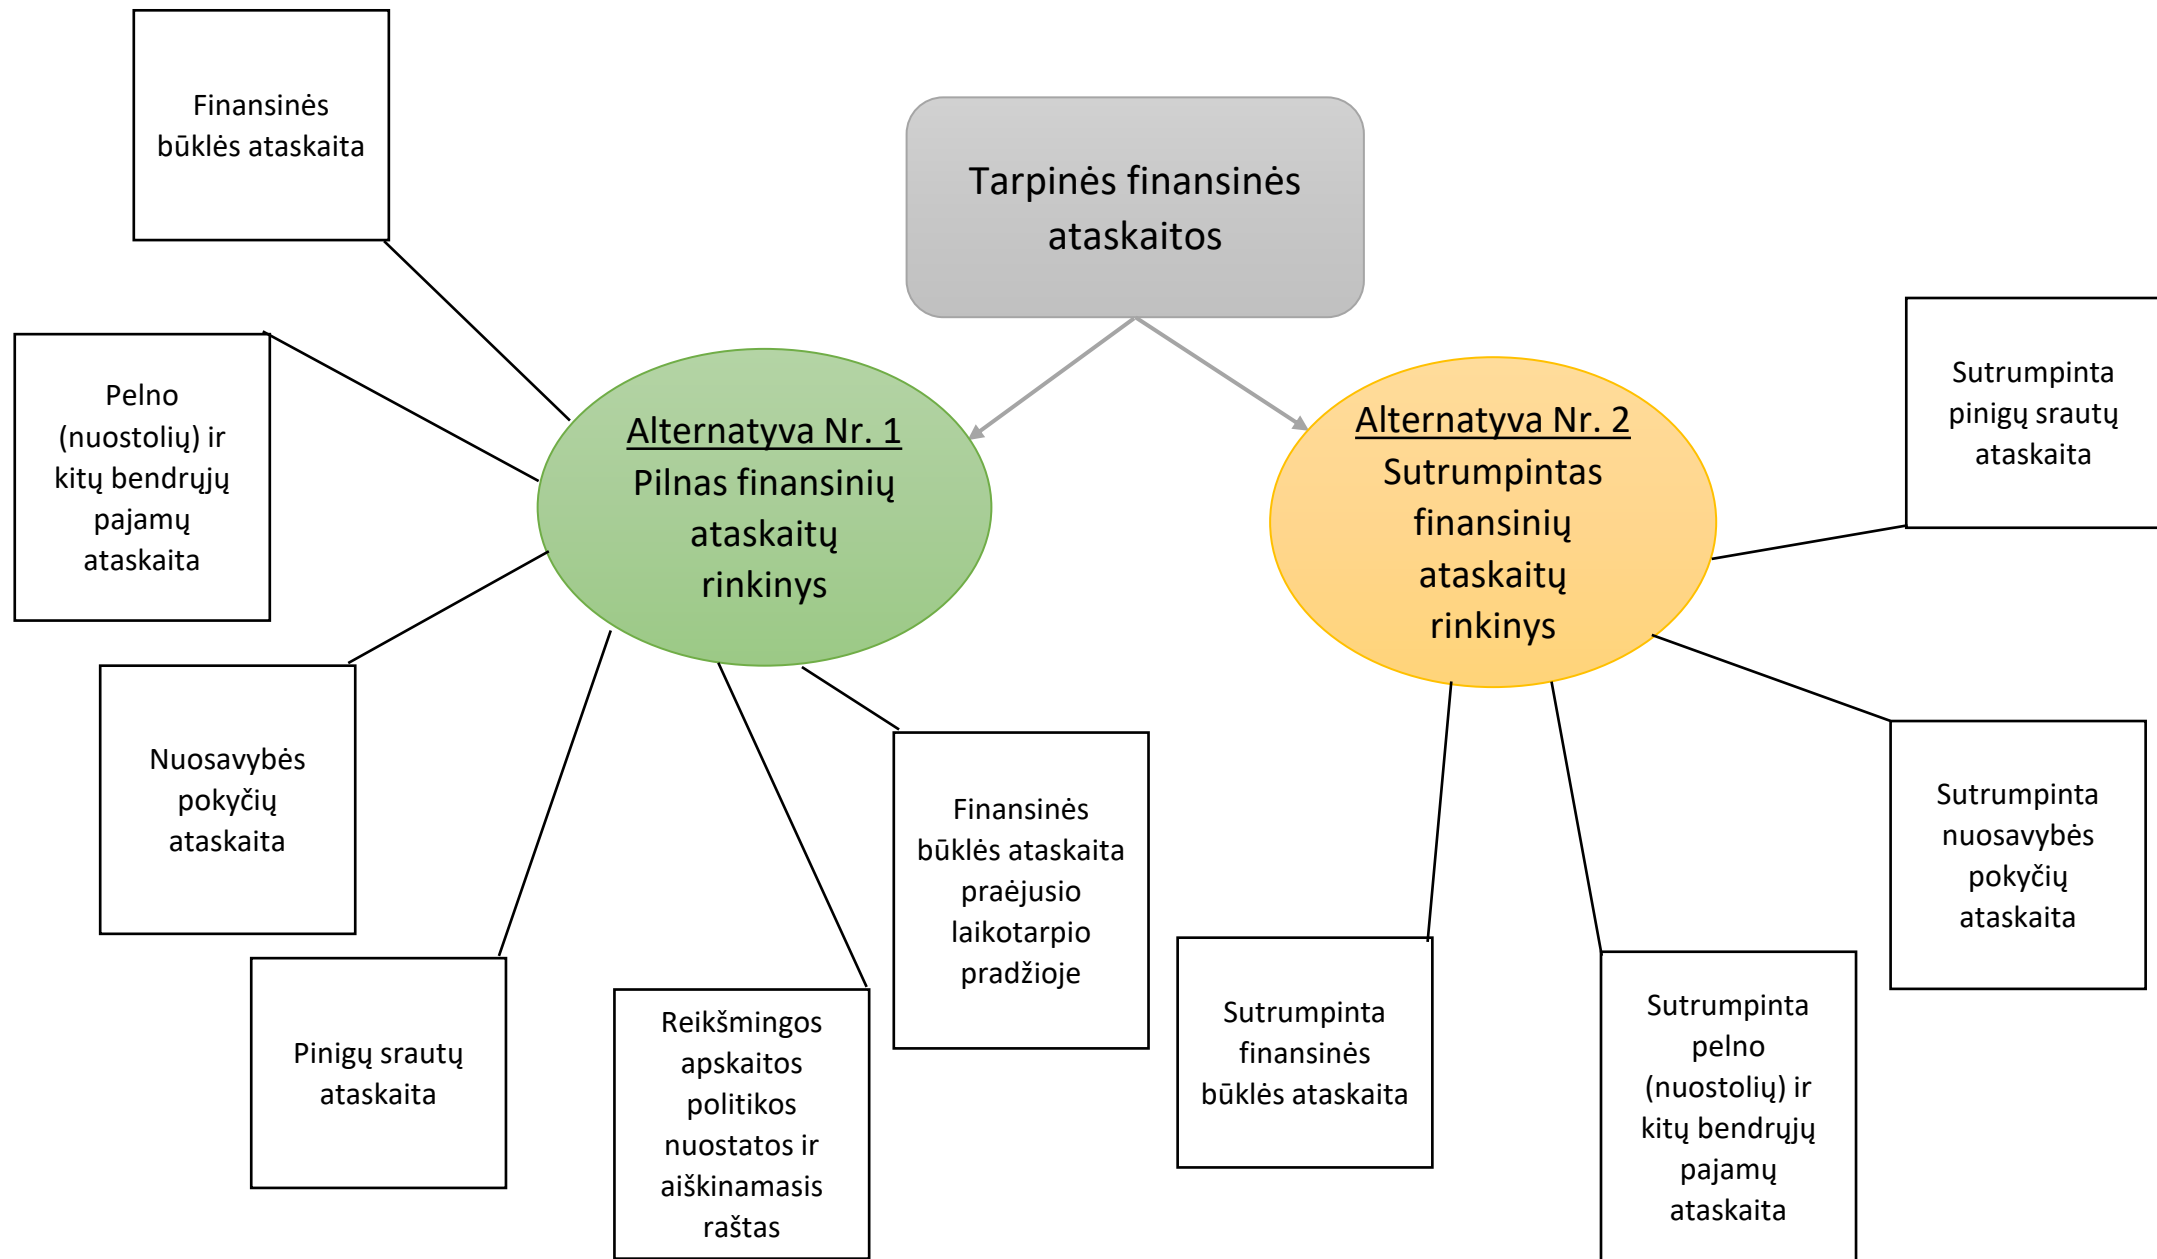 Tarpinės finansinės
ataskaitos
Alternatyva Nr. 1
Pilnas finansinių
ataskaitų
rinkinys
Finansinės
būklės ataskaita
Pelno
(nuostolių) ir
kitų bendrųjų
pajamų
ataskaita
Nuosavybės
pokyčių
ataskaita
Pinigų srautų
ataskaita
Reikšmingos
apskaitos
politikos
nuostatos ir
aiškinamasis
raštas
Finansinės
būklės ataskaita
praėjusio
laikotarpio
pradžioje
Alternatyva Nr. 2
Sutrumpintas
finansinių
ataskaitų
rinkinys
Sutrumpinta
pinigų srautų
ataskaita
Sutrumpinta
nuosavybės
pokyčių
ataskaita
Sutrumpinta
finansinės
būklės ataskaita
Sutrumpinta
pelno
(nuostolių) ir
kitų bendrųjų
pajamų
ataskaita